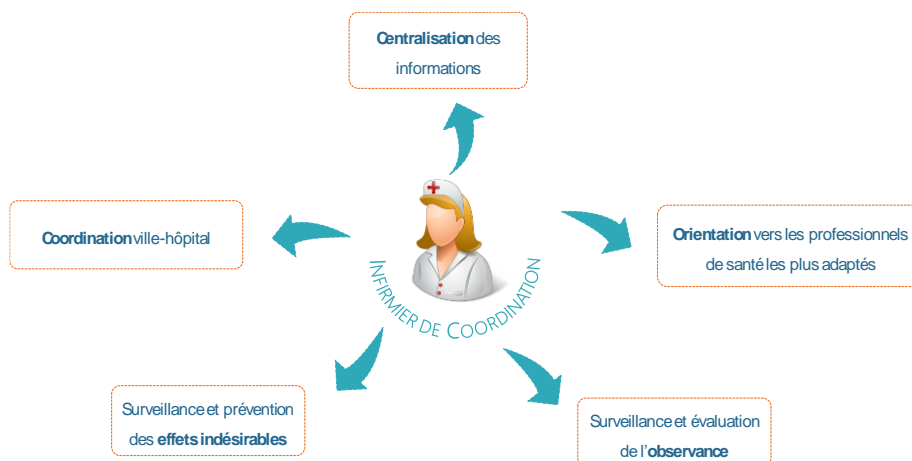 Centralisation des
informations
Coordination ville-hôpital
Orientation vers les professionnels
de santé les plus adaptés
INFIRMIER DE COORDINATION
Surveillance et prévention
des effets indésirables
Surveillance et évaluation
de l'observance